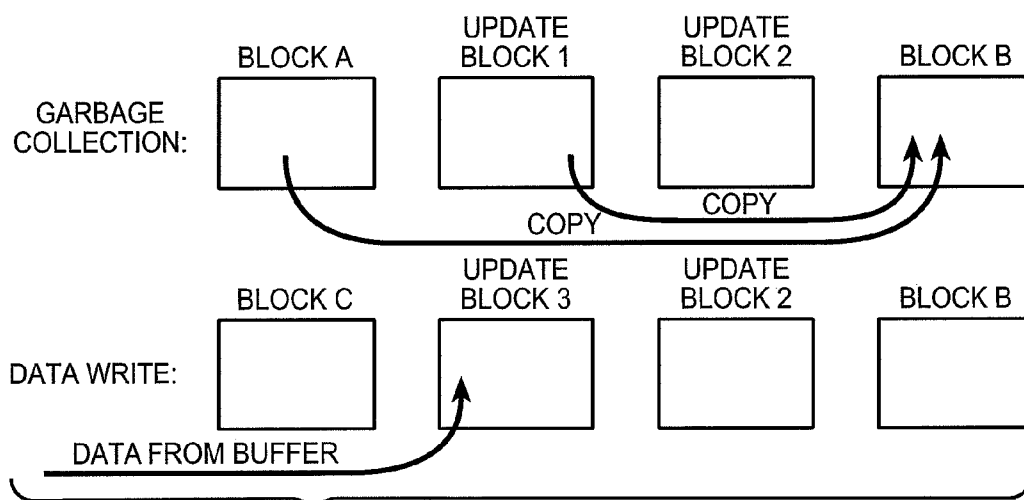 BLOCK A
UPDATE
BLOCK 1
UPDATE
BLOCK 2
BLOCK B
GARBAGE
COLLECTION:
COPY
COPY
BLOCK C
UPDATE
BLOCK 3
UPDATE
BLOCK 2
BLOCK B
DATA WRITE:
DATA FROM BUFFER